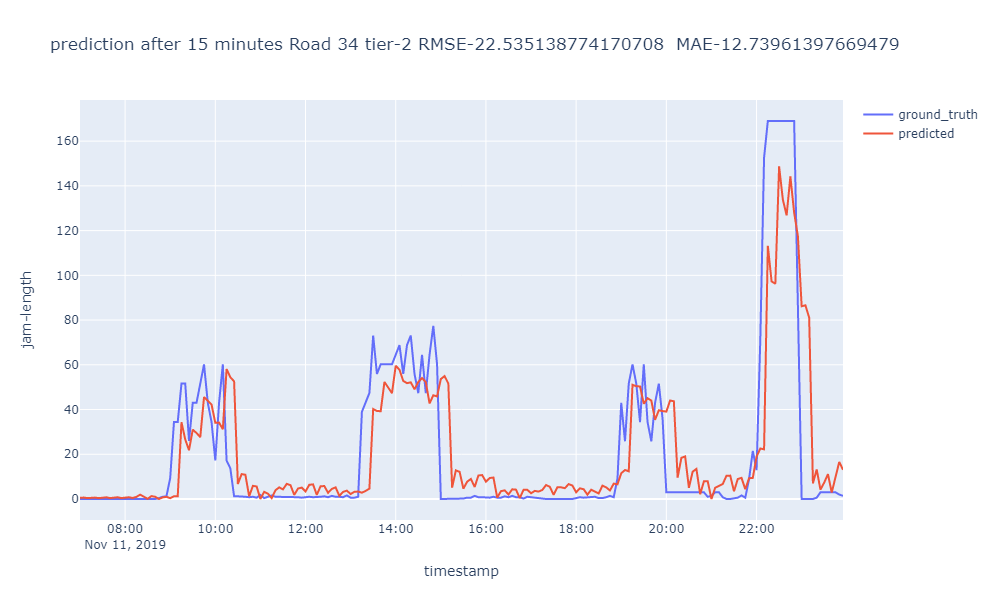 prediction after 15 minutes Road 34 tier-2 RMSE-22.535138774170708  MAE-12.73961397669479
ground_truth
predicted
160
140
120
100
80
60
40
20
0
jam-length
08:00 10:00 12:00 14:00 16:00 18:00 20:00 22:00
Nov 11, 2019
timestamp